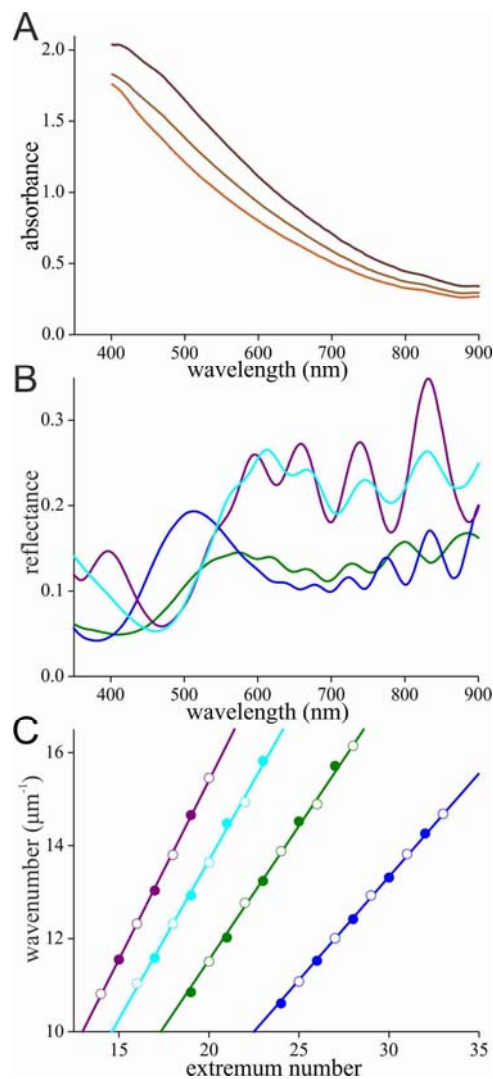 A
2.0
1.5
1.0
0.5
0.0
absorbance
400 500 600 700 800 900
wavelength (nm)
B
0.3
0.2
0.1
0.0
reflectance
400 500 600 700 800 900
wavelength (nm)
C
16
14
12
10
wavenumber (µm⁻¹)
15 20 25 30 35
extremum number